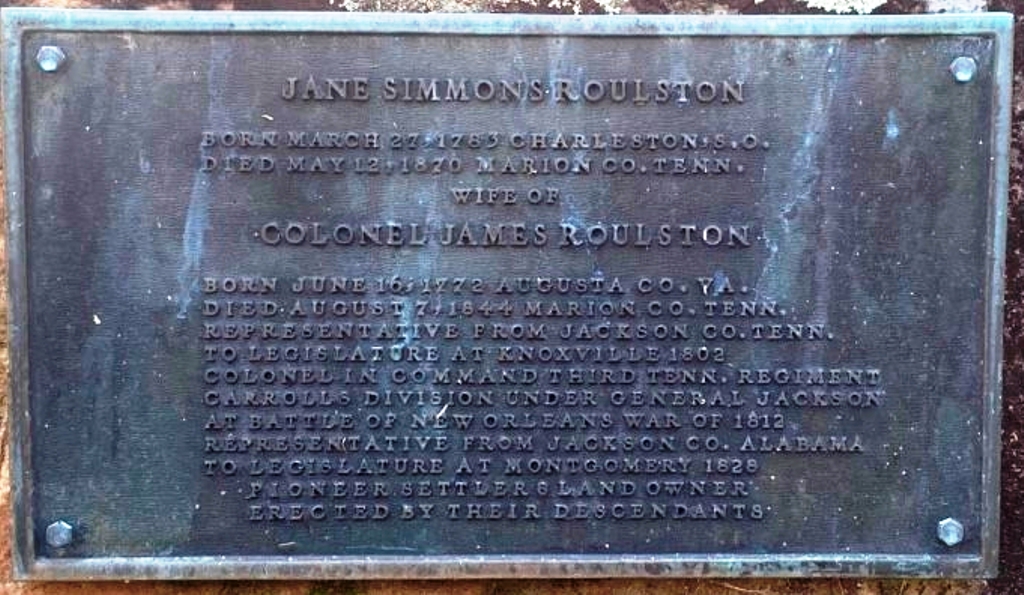 JANE SIMMONS ROULSTON
BORN MARCH 27, 1783 CHARLESTON, S.C.
DIED MAY 12, 1870 MARION CO. TENN.
WIFE OF
COLONEL JAMES ROULSTON
BORN JUNE 16, 1772 AUGUSTA CO. VA.
DIED AUGUST 7, 1844 MARION CO. TENN.
REPRESENTATIVE FROM JACKSON CO. TENN.
TO LEGISLATURE AT KNOXVILLE 1802
COLONEL IN COMMAND THIRD TENN. REGIMENT
CARROLLS DIVISION UNDER GENERAL JACKSON
AT BATTLE OF NEW ORLEANS WAR OF 1812
REPRESENTATIVE FROM JACKSON CO. ALABAMA
TO LEGISLATURE AT MONTGOMERY 1828
PIONEER SETTLER & LAND OWNER
ERECTED BY THEIR DESCENDANTS